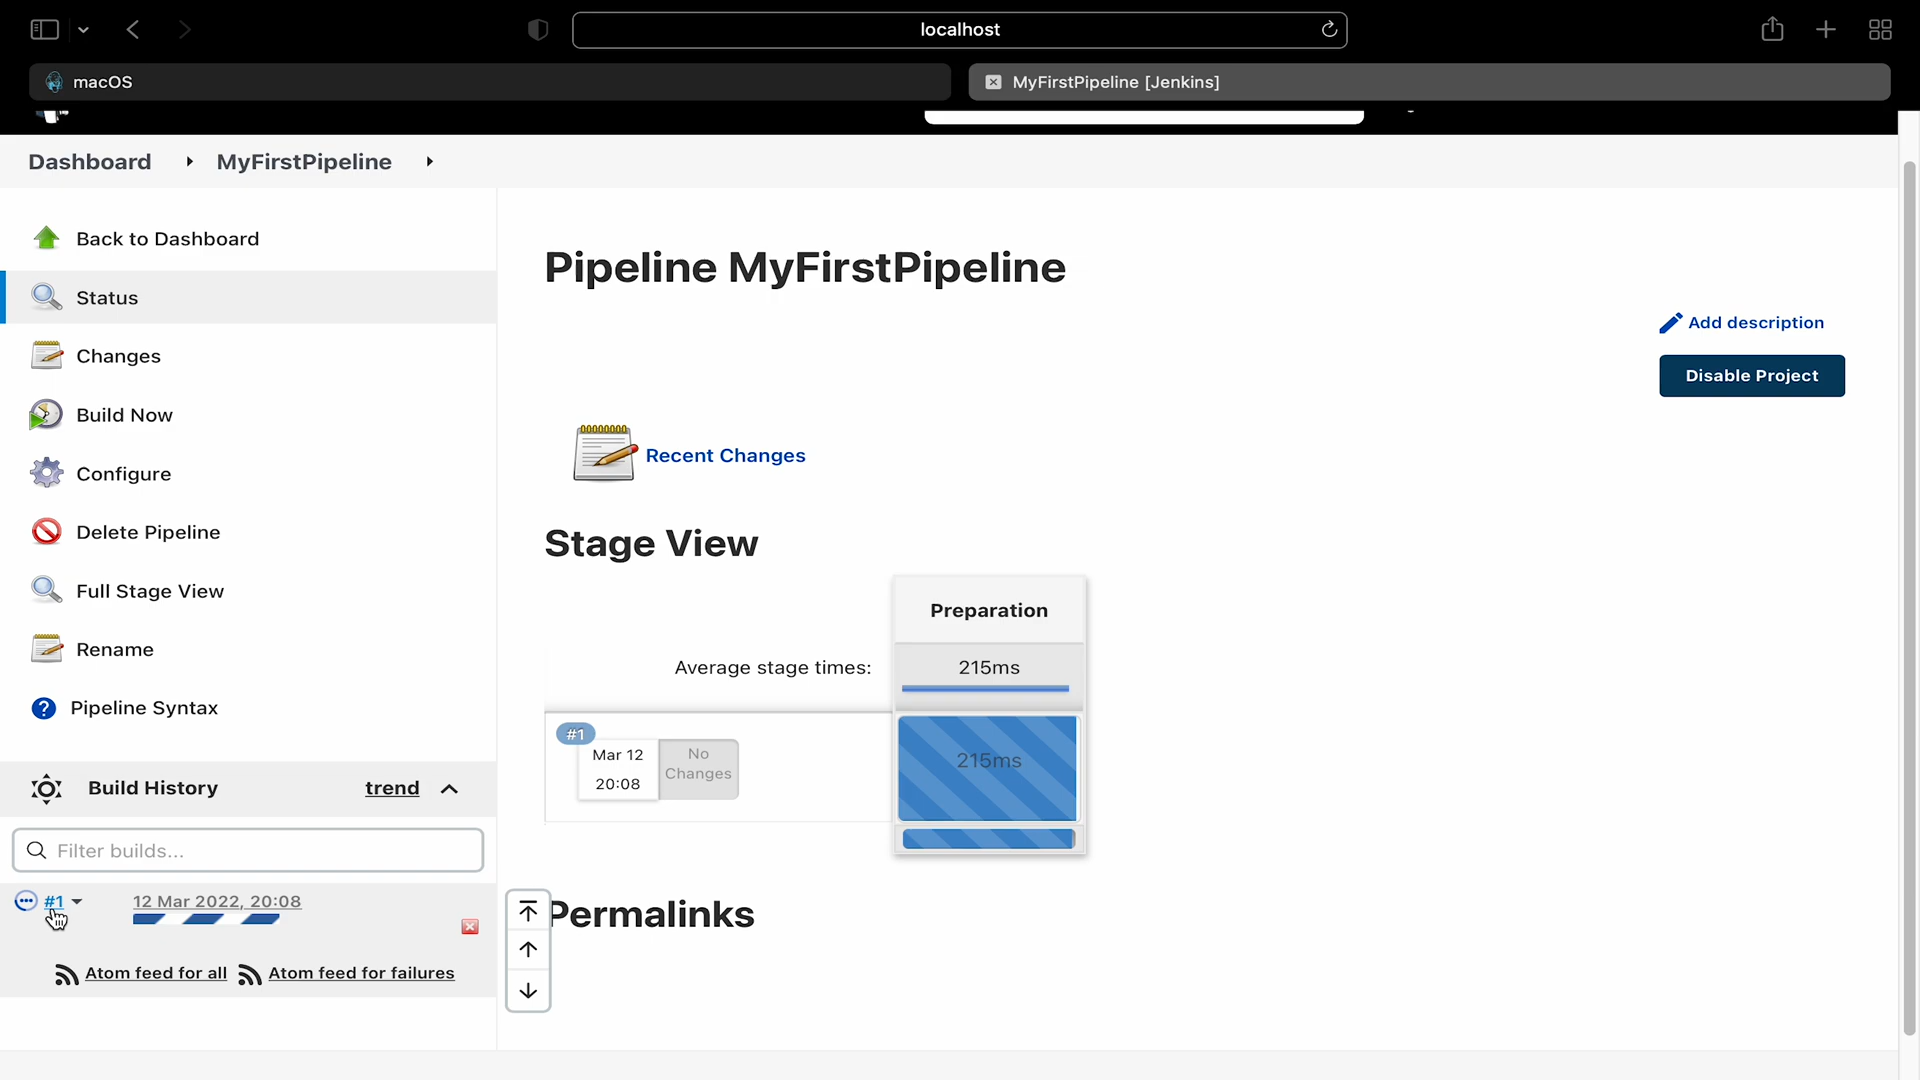 localhost
macOS
MyFirstPipeline [Jenkins]
Dashboard
MyFirstPipeline
Back to Dashboard
Status
Changes
Build Now
Configure
Delete Pipeline
Full Stage View
Rename
? Pipeline Syntax
Build History
trend
Filter builds...
#1
12 Mar 2022, 20:08
Atom feed for all
Atom feed for failures
Pipeline MyFirstPipeline
Add description
Disable Project
Recent Changes
Stage View
Preparation
Average stage times:
215ms
#1
Mar 12
20:08
No
Changes
215ms
Permalinks